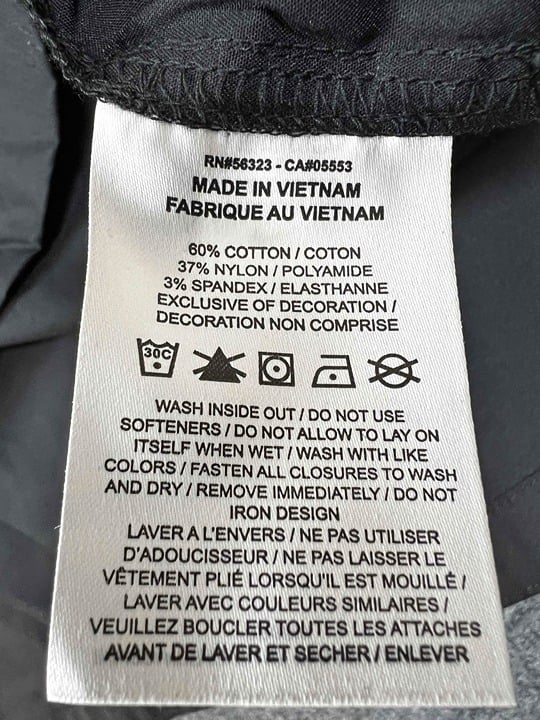 RN#56323 - CA#05553
MADE IN VIETNAM
FABRIQUE AU VIETNAM
60% COTTON / COTON
37% NYLON / POLYAMIDE
3% SPANDEX / ELASTHANNE
EXCLUSIVE OF DECORATION /
DECORATION NON COMPRISE
30C
WASH INSIDE OUT / DO NOT USE
SOFTENERS / DO NOT ALLOW TO LAY ON
ITSELF WHEN WET / WASH WITH LIKE
COLORS / FASTEN ALL CLOSURES TO WASH
AND DRY / REMOVE IMMEDIATELY / DO NOT
IRON DESIGN
LAVER A L'ENVERS / NE PAS UTILISER
D'ADOUCISSEUR / NE PAS LAISSER LE
VÊTEMENT PLIÉ LORSQU'IL EST MOUILLÉ /
LAVER AVEC COULEURS SIMILAIRES /
VEUILLEZ BOUCLER TOUTES LES ATTACHES
AVANT DE LAVER ET SECHER / ENLEVER